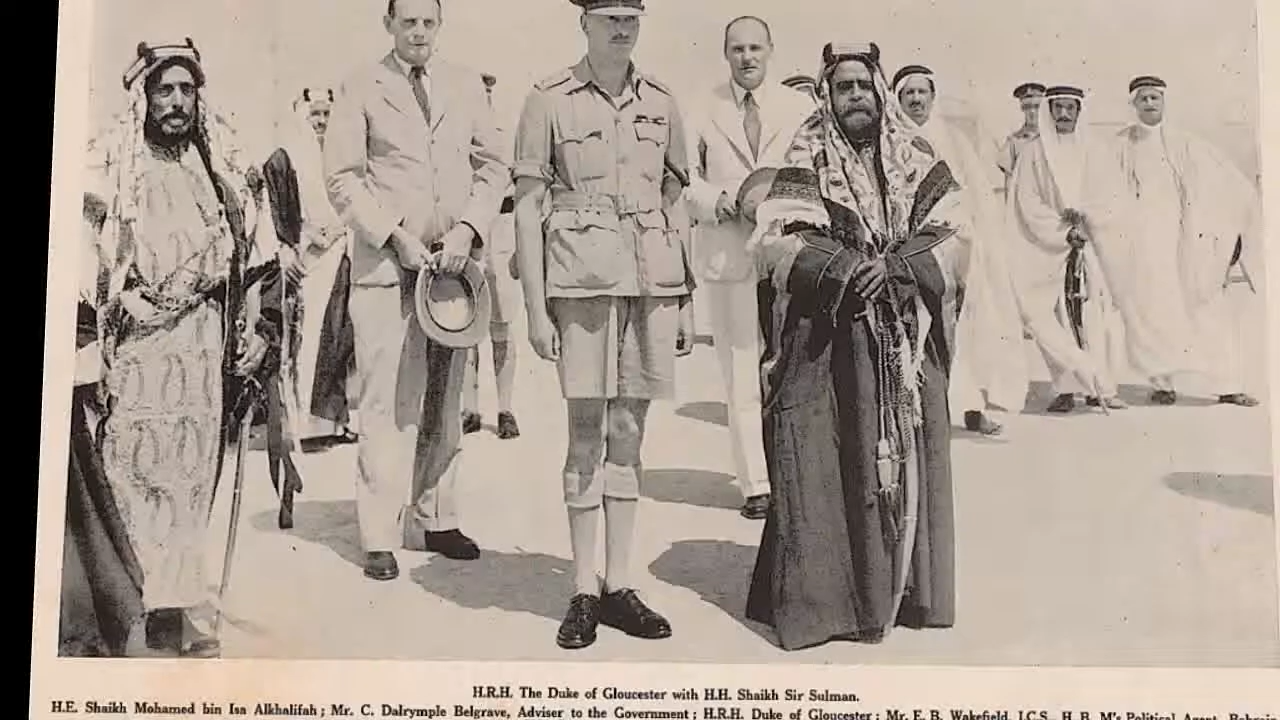 H.R.H. The Duke of Gloucester with H.H. Shaikh Sir Sulman.
H.E. Shaikh Mohamed bin Isa Alkhalifah; Mr. C. Dalrymple Belgrave, Adviser to the Government; H.R.H. Duke of Gloucester; Mr. E. B. Wakefield, I.C.S., H. B. M's Political Agent,